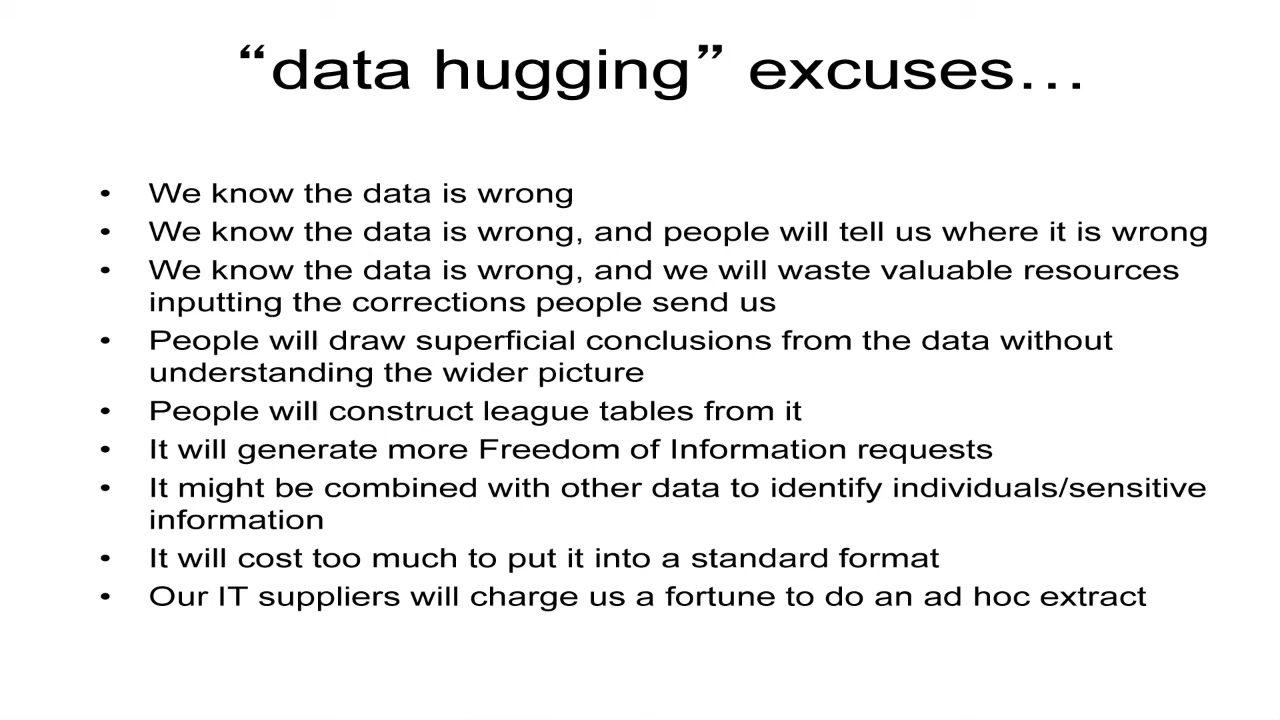 “data hugging” excuses…
• We know the data is wrong
• We know the data is wrong, and people will tell us where it is wrong
• We know the data is wrong, and we will waste valuable resources
inputting the corrections people send us
• People will draw superficial conclusions from the data without
understanding the wider picture
• People will construct league tables from it
• It will generate more Freedom of Information requests
• It might be combined with other data to identify individuals/sensitive
information
• It will cost too much to put it into a standard format
• Our IT suppliers will charge us a fortune to do an ad hoc extract